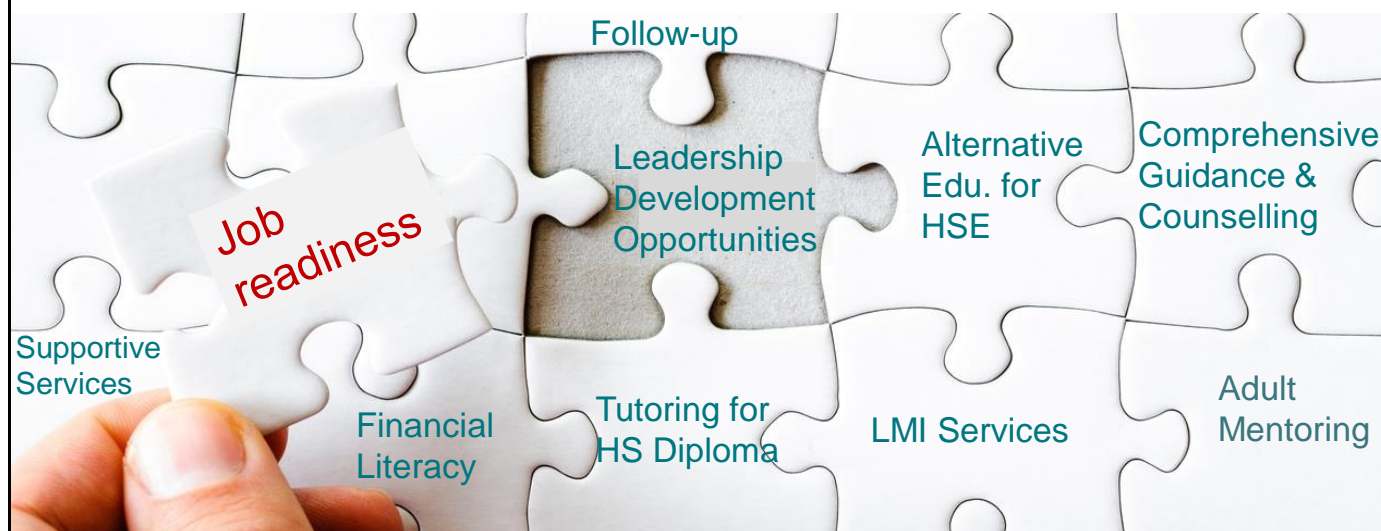 Follow-up
Job
readiness
Leadership
Development
Opportunities
Alternative
Edu. for
HSE
Comprehensive
Guidance &
Counselling
Supportive
Services
Financial
Literacy
Tutoring for
HS Diploma
LMI Services
Adult
Mentoring